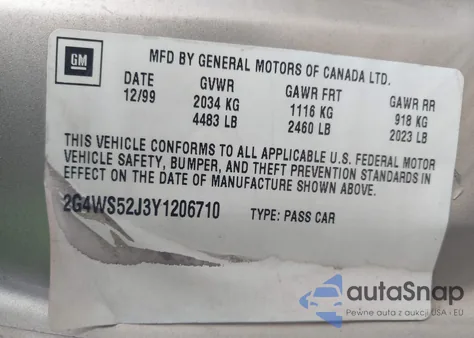 GM
MFD BY GENERAL MOTORS OF CANADA LTD.
DATE GVWR GAWR FRT GAWR RR
12/99 2034 KG 1116 KG 918 KG
4483 LB 2460 LB 2023 LB
THIS VEHICLE CONFORMS TO ALL APPLICABLE U.S. FEDERAL MOTOR
VEHICLE SAFETY, BUMPER, AND THEFT PREVENTION STANDARDS IN
EFFECT ON THE DATE OF MANUFACTURE SHOWN ABOVE.
2G4WS52J3Y1206710 TYPE: PASS CAR
autoSnap
Pewne auta z aukcji USA i EU